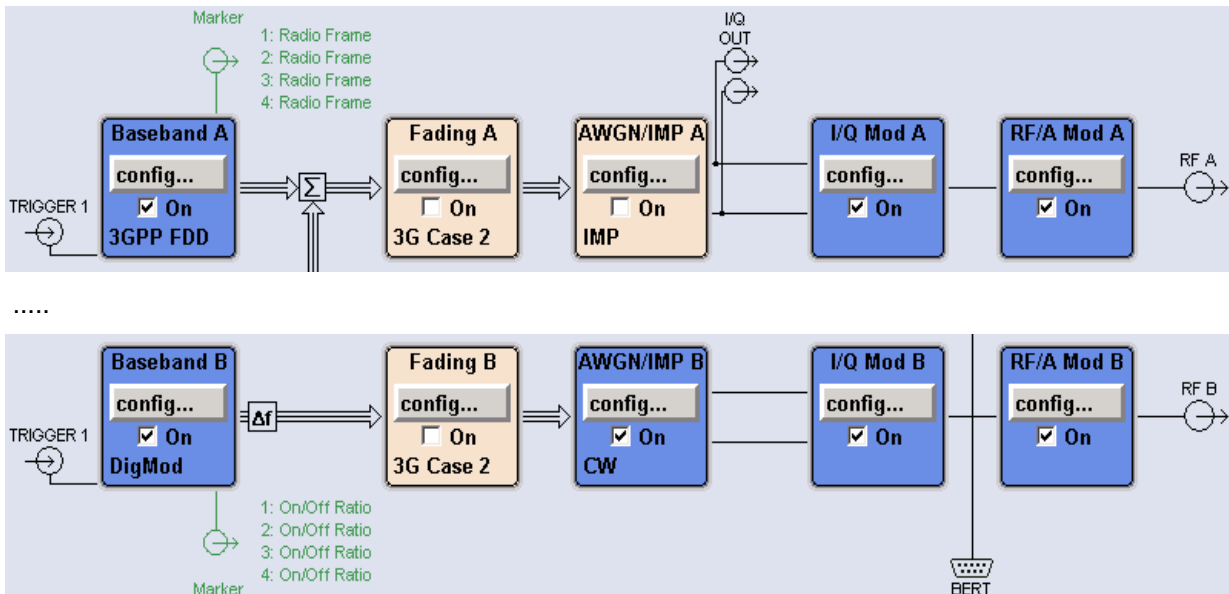 Marker
1: Radio Frame
2: Radio Frame
3: Radio Frame
4: Radio Frame
I/Q
OUT
Baseband A
config...
On
3GPP FDD
TRIGGER 1
Σ
Fading A
config...
On
3G Case 2
AWGN/IMP A
config...
On
IMP
I/Q Mod A
config...
On
RF/A Mod A
config...
On
RF A
.....
Baseband B
config...
On
DigMod
TRIGGER 1
Δf
Fading B
config...
On
3G Case 2
AWGN/IMP B
config...
On
CW
I/Q Mod B
config...
On
RF/A Mod B
config...
On
RF B
1: On/Off Ratio
2: On/Off Ratio
3: On/Off Ratio
4: On/Off Ratio
Marker
BERT